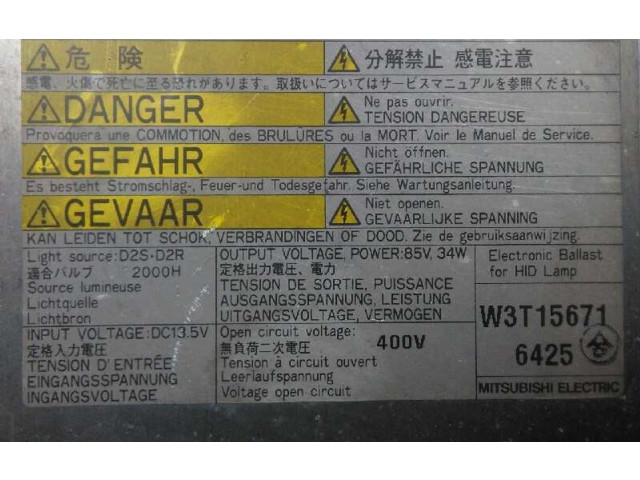 危 険
分解禁止 感電注意
感電、火傷で死亡に至る恐れがあります。取扱いについてはサービスマニュアルを参照ください。
DANGER
Ne pas ouvrir.
TENSION DANGEREUSE
Provoquera une COMMOTION, des BRULÛRES ou la MORT. Voir le Manuel de Service.
GEFAHR
Nicht öffnen.
GEFÄHRLICHE SPANNUNG
Es besteht Stromschlag-, Feuer-und Todesgefahr. Siehe Wartungsanleitung.
GEVAAR
Niet openen.
GEVAARLIJKE SPANNING
KAN LEIDEN TOT SCHOK, VERBRANDINGEN OF DOOD. Zie de gebruiksaanwijzing.
Light source:D2S·D2R
適合バルブ 2000H
Source lumineuse
Lichtquelle
Lichtbron
INPUT VOLTAGE:DC13.5V
定格入力電圧
TENSION D'ENTRÉE
EINGANGSSPANNUNG
INGANGSVOLTAGE
OUTPUT VOLTAGE, POWER:85V, 34W
定格出力電圧、電力
TENSION DE SORTIE, PUISSANCE
AUSGANGSSPANNUNG, LEISTUNG
UITGANGSVOLTAGE, VERMOGEN
Open circuit voltage:
無負荷二次電圧 400V
Tension à circuit ouvert
Leerlaufspannung
Voltage open circuit
Electronic Ballast
for HID Lamp
W3T15671
6425
MITSUBISHI ELECTRIC